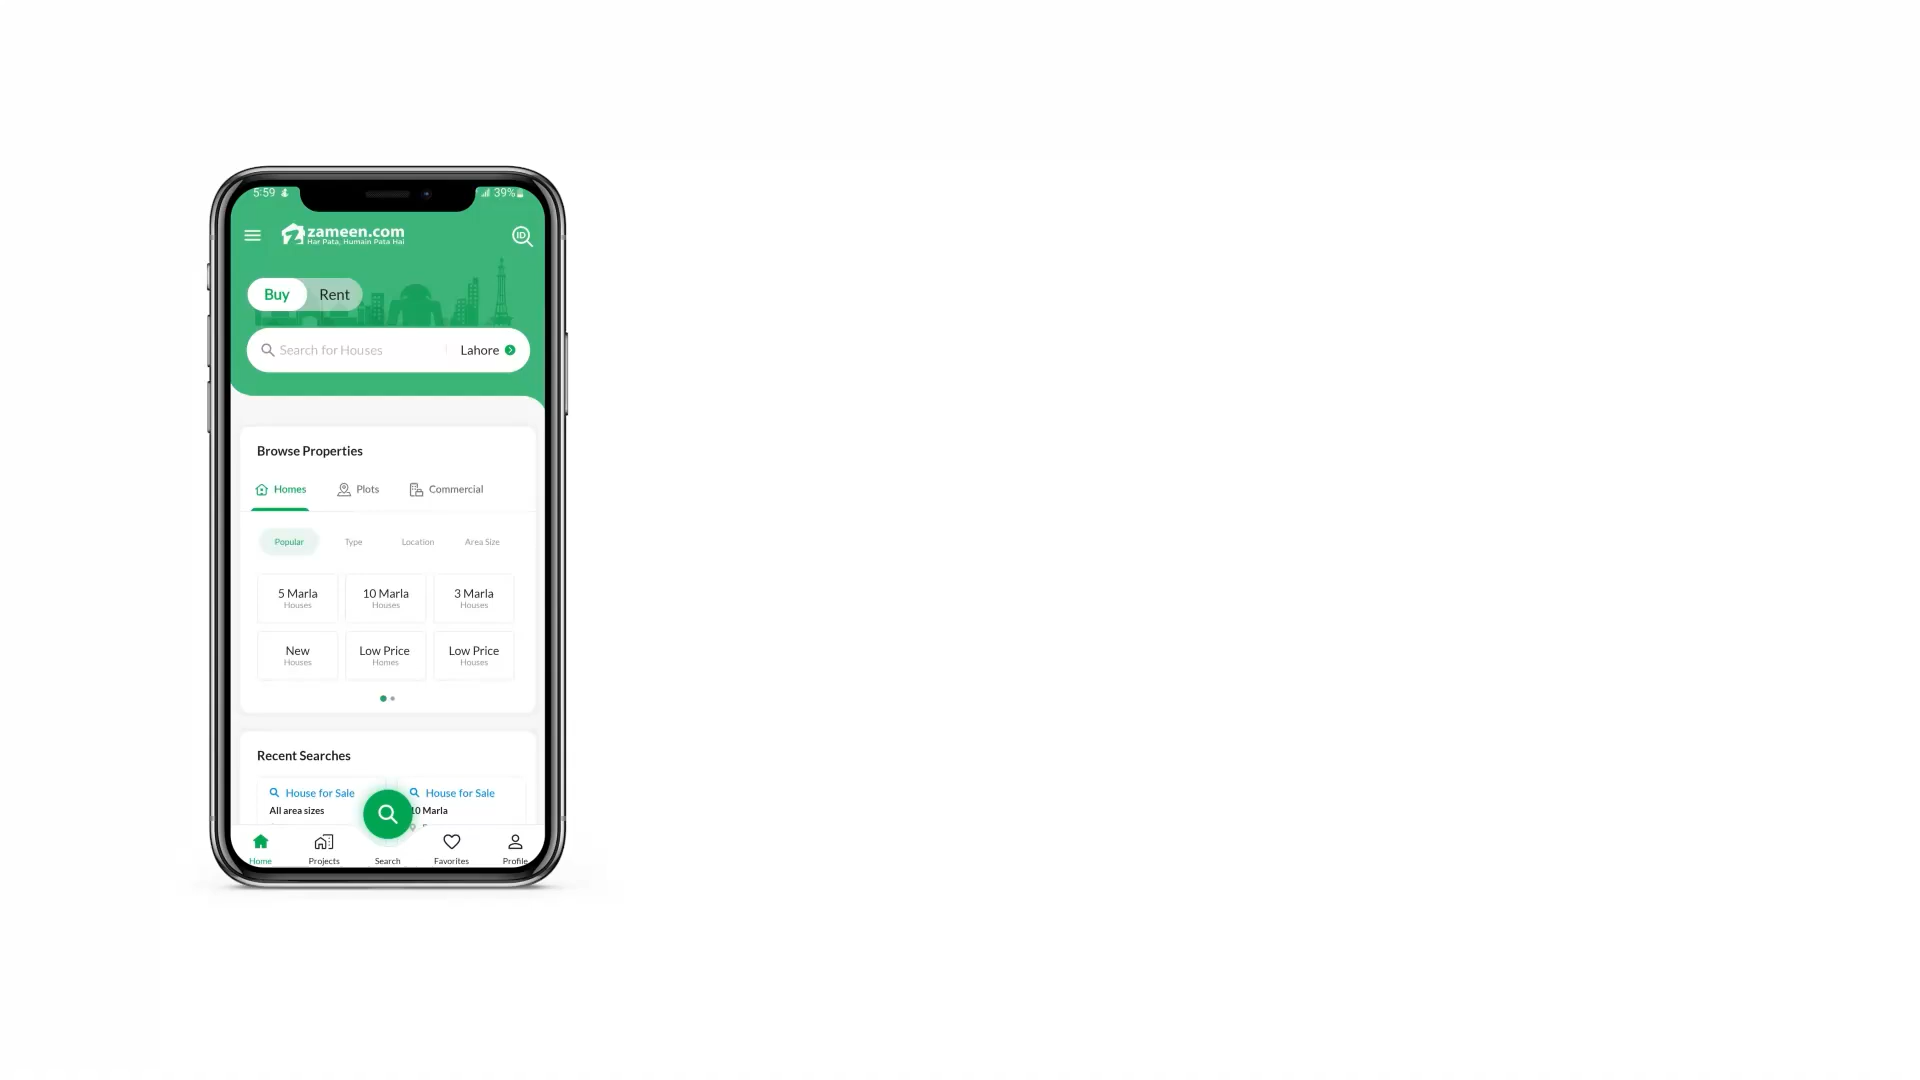 5:59
39%
zameen.com
Har Pata, Humain Pata Hai
ID
Buy
Rent
Search for Houses
Lahore
Browse Properties
Homes
Plots
Commercial
Popular
Type
Location
Area Size
5 Marla
Houses
10 Marla
Houses
3 Marla
Houses
New
Houses
Low Price
Homes
Low Price
Houses
Recent Searches
House for Sale
All area sizes
House for Sale
10 Marla
Home
Projects
Search
Favorites
Profile